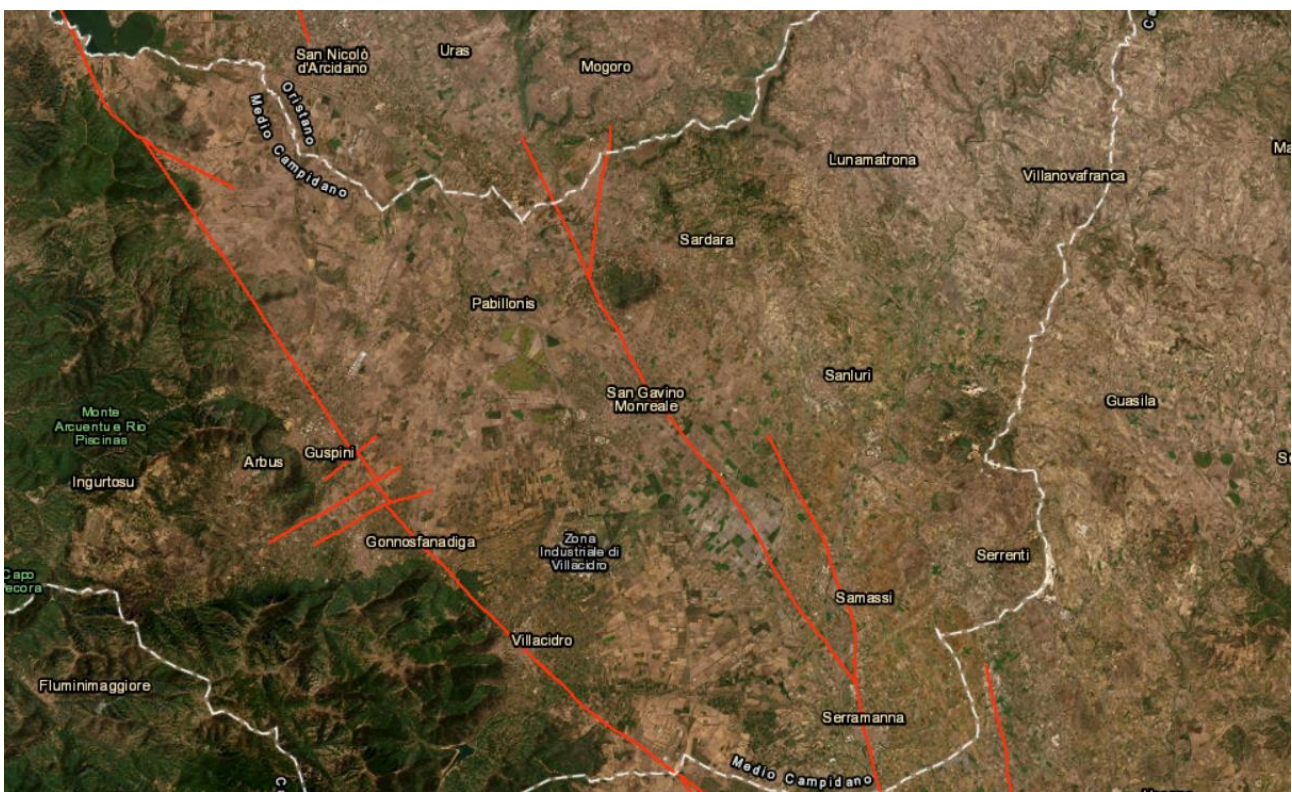 San Nicolò
d'Arcidano
Uras
Mogoro
Oristano
Medio Campidano
Lunamatrona
Villanovafranca
Sardara
Pabillonis
Sanluri
San Gavino
Monreale
Guasila
Monte
Arcuentu e Rio
Piscinas
Guspini
Arbus
Ingurtosu
Gonnosfanadiga
Zona
Industriale di
Villacidro
Serrenti
Capo
Samassi
Villacidro
Fluminimaggiore
Serramanna
Medio Campidano